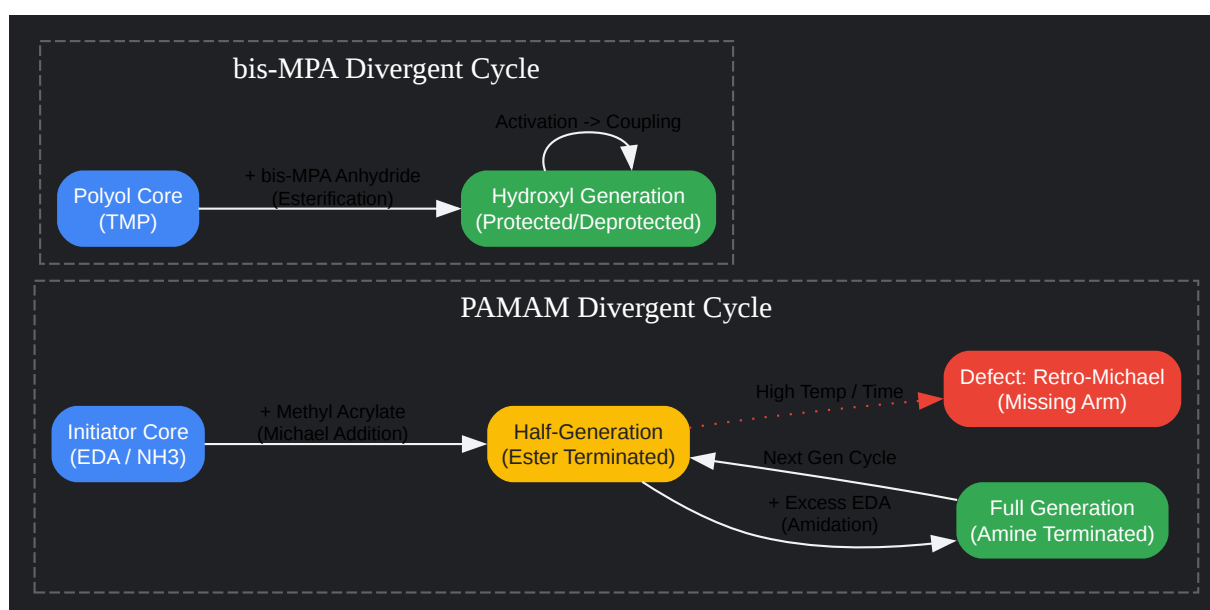 bis-MPA Divergent Cycle
Activation -> Coupling
Polyol Core
(TMP)
+ bis-MPA Anhydride
(Esterification)
Hydroxyl Generation
(Protected/Deprotected)
PAMAM Divergent Cycle
Initiator Core
(EDA / NH3)
+ Methyl Acrylate
(Michael Addition)
Half-Generation
(Ester Terminated)
High Temp / Time
Defect: Retro-Michael
(Missing Arm)
Next Gen Cycle
+ Excess EDA
(Amidation)
Full Generation
(Amine Terminated)